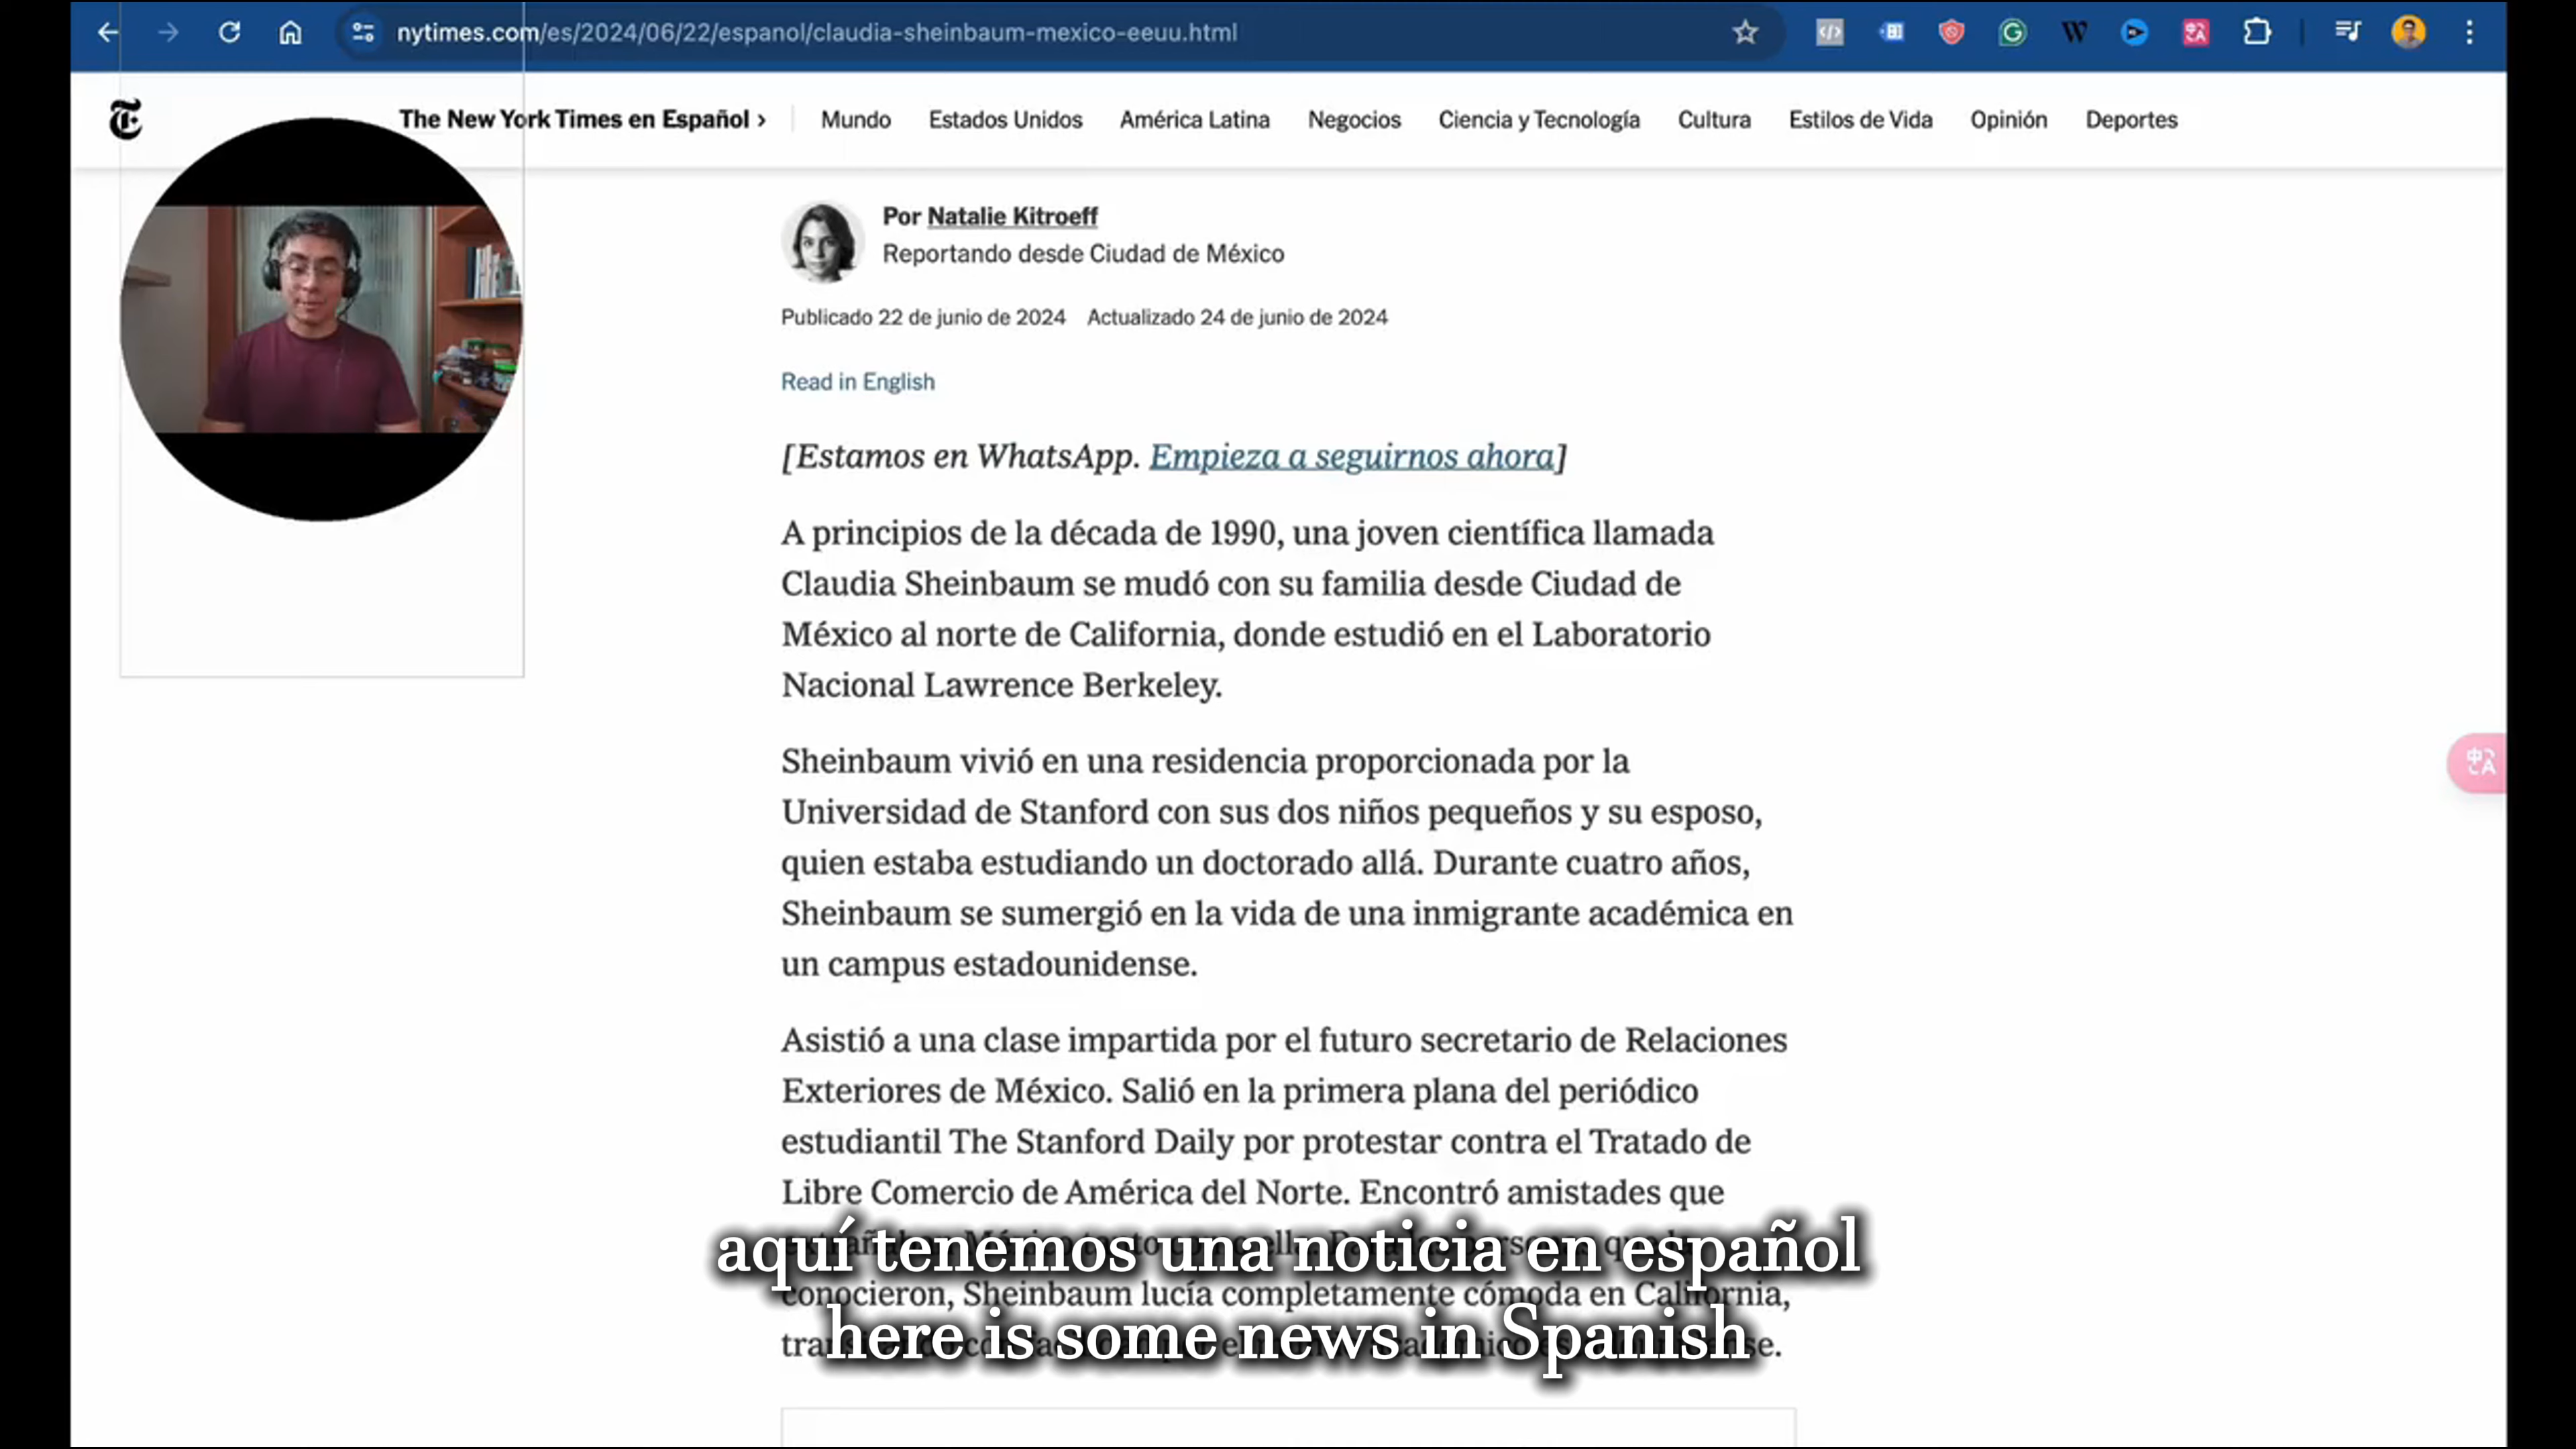 nytimes.com/es/2024/06/22/espanol/claudia-sheinbaum-mexico-eeuu.html
The New York Times en Español ›
Mundo Estados Unidos América Latina Negocios Ciencia y Tecnología Cultura Estilos de Vida Opinión Deportes
Por Natalie Kitroeff
Reportando desde Ciudad de México
Publicado 22 de junio de 2024 Actualizado 24 de junio de 2024
Read in English
[Estamos en WhatsApp. Empieza a seguirnos ahora]
A principios de la década de 1990, una joven científica llamada
Claudia Sheinbaum se mudó con su familia desde Ciudad de
México al norte de California, donde estudió en el Laboratorio
Nacional Lawrence Berkeley.
Sheinbaum vivió en una residencia proporcionada por la
Universidad de Stanford con sus dos niños pequeños y su esposo,
quien estaba estudiando un doctorado allá. Durante cuatro años,
Sheinbaum se sumergió en la vida de una inmigrante académica en
un campus estadounidense.
Asistió a una clase impartida por el futuro secretario de Relaciones
Exteriores de México. Salió en la primera plana del periódico
estudiantil The Stanford Daily por protestar contra el Tratado de
Libre Comercio de América del Norte. Encontró amistades que
aquí tenemos una noticia en español
conocieron, Sheinbaum lucía completamente cómoda en California,
here is some news in Spanish